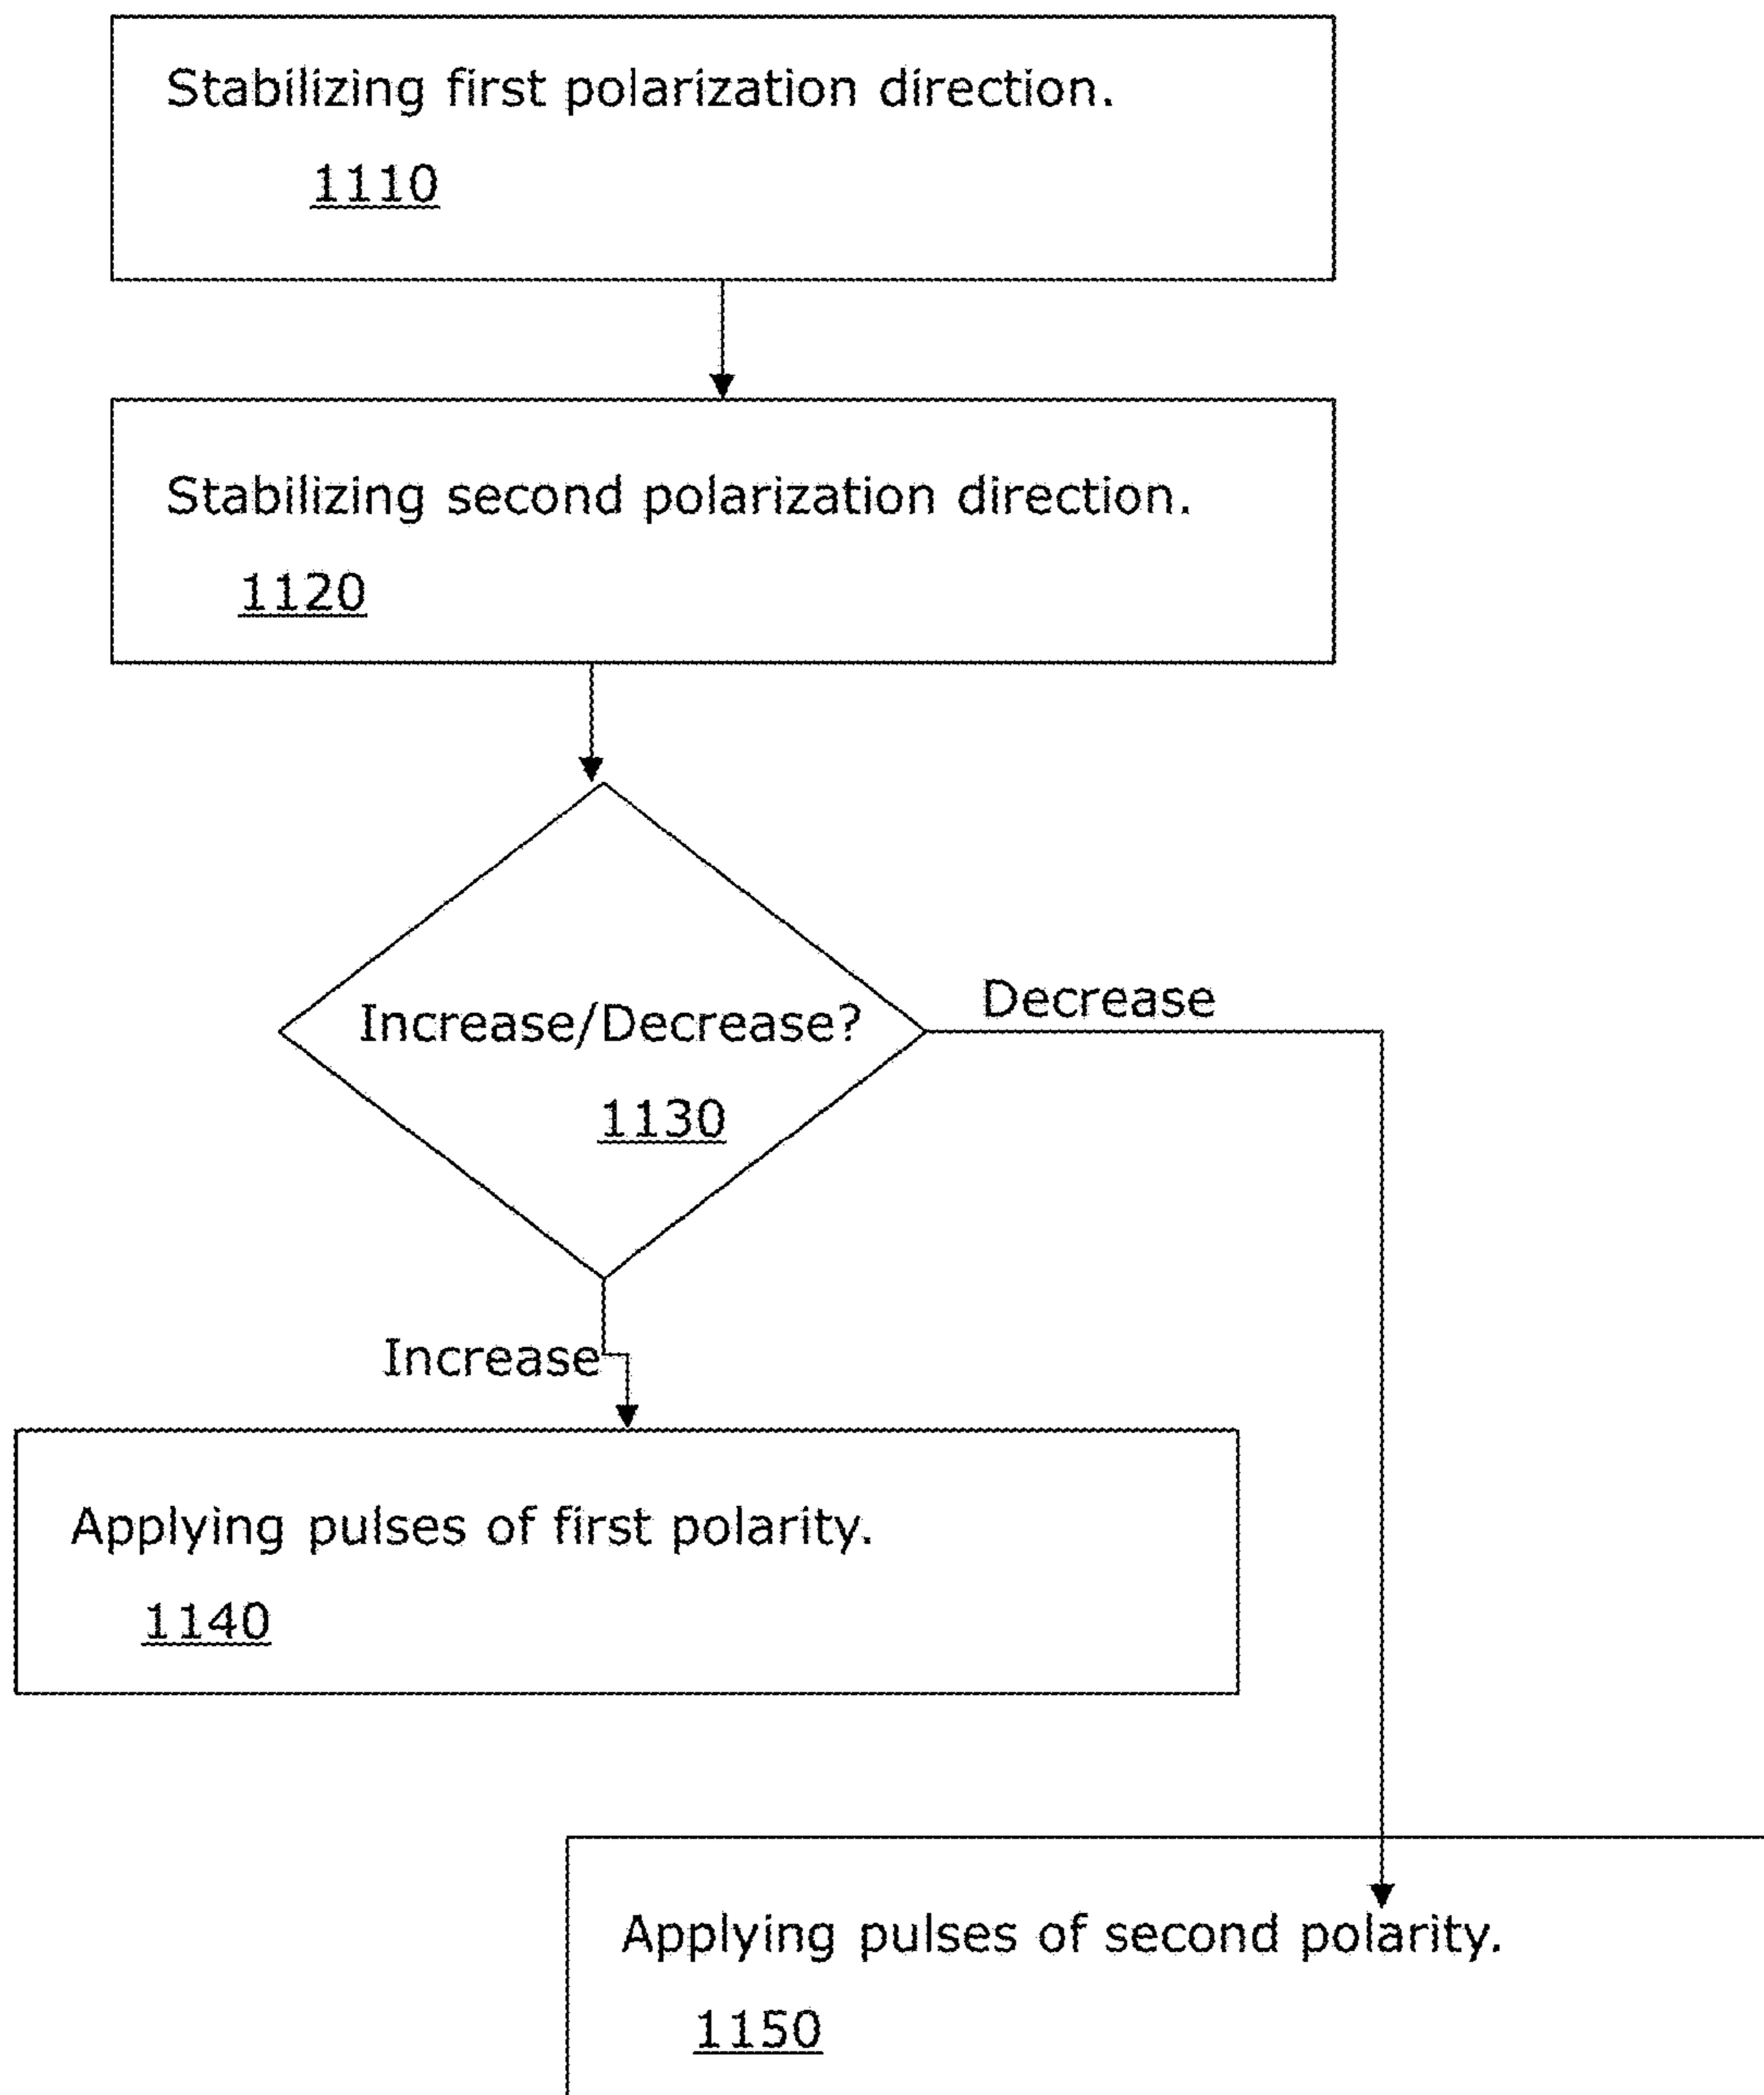 Stabilizing first polarization direction.
1110
Stabilizing second polarization direction.
1120
Increase/Decrease?
1130
Decrease
Increase
Applying pulses of first polarity.
1140
Applying pulses of second polarity.
1150